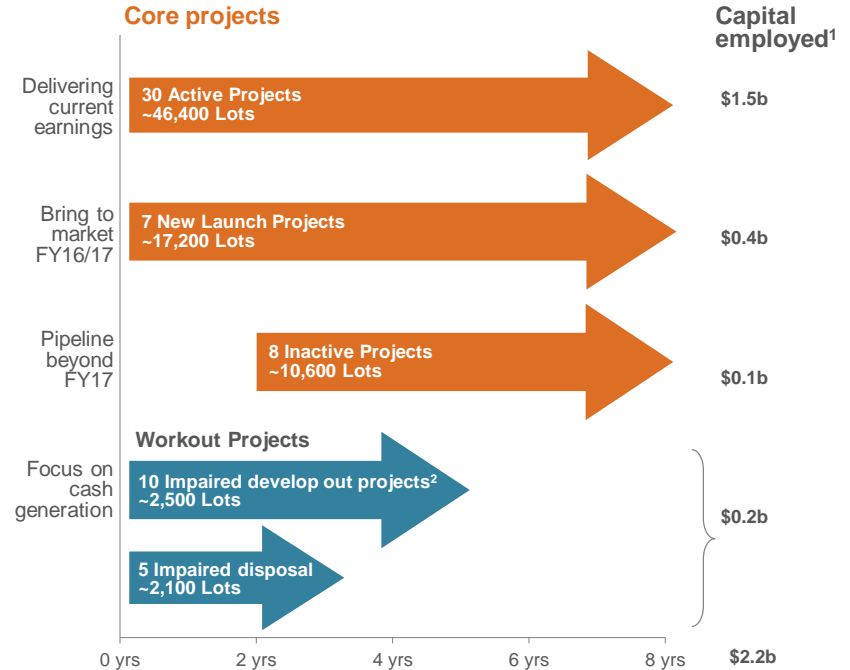 Core projects
Capital
employed¹
Delivering
current
earnings
30 Active Projects
~46,400 Lots
$1.5b
Bring to
market
FY16/17
7 New Launch Projects
~17,200 Lots
$0.4b
Pipeline
beyond
FY17
8 Inactive Projects
~10,600 Lots
$0.1b
Workout Projects
Focus on
cash
generation
10 Impaired develop out projects²
~2,500 Lots
$0.2b
5 Impaired disposal
~2,100 Lots
0 yrs
2 yrs
4 yrs
6 yrs
8 yrs
$2.2b